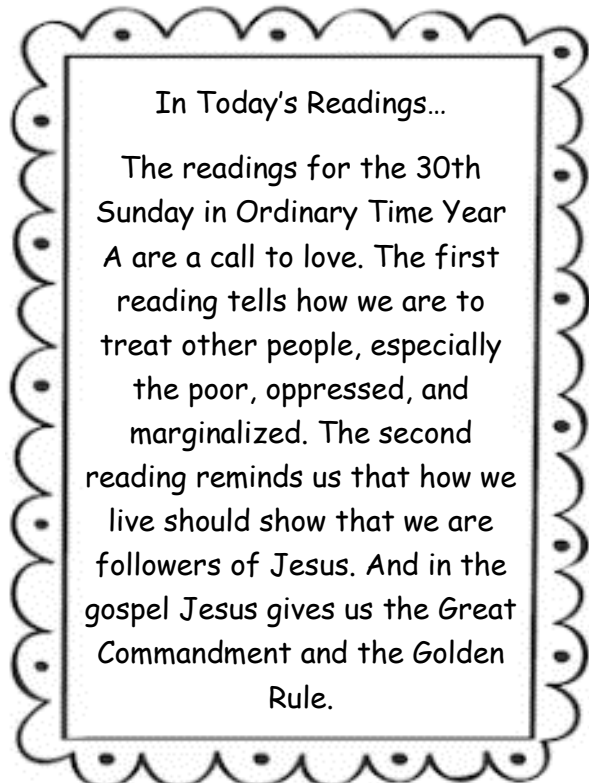 In Today's Readings…
The readings for the 30th
Sunday in Ordinary Time Year
A are a call to love. The first
reading tells how we are to
treat other people, especially
the poor, oppressed, and
marginalized. The second
reading reminds us that how we
live should show that we are
followers of Jesus. And in the
gospel Jesus gives us the Great
Commandment and the Golden
Rule.